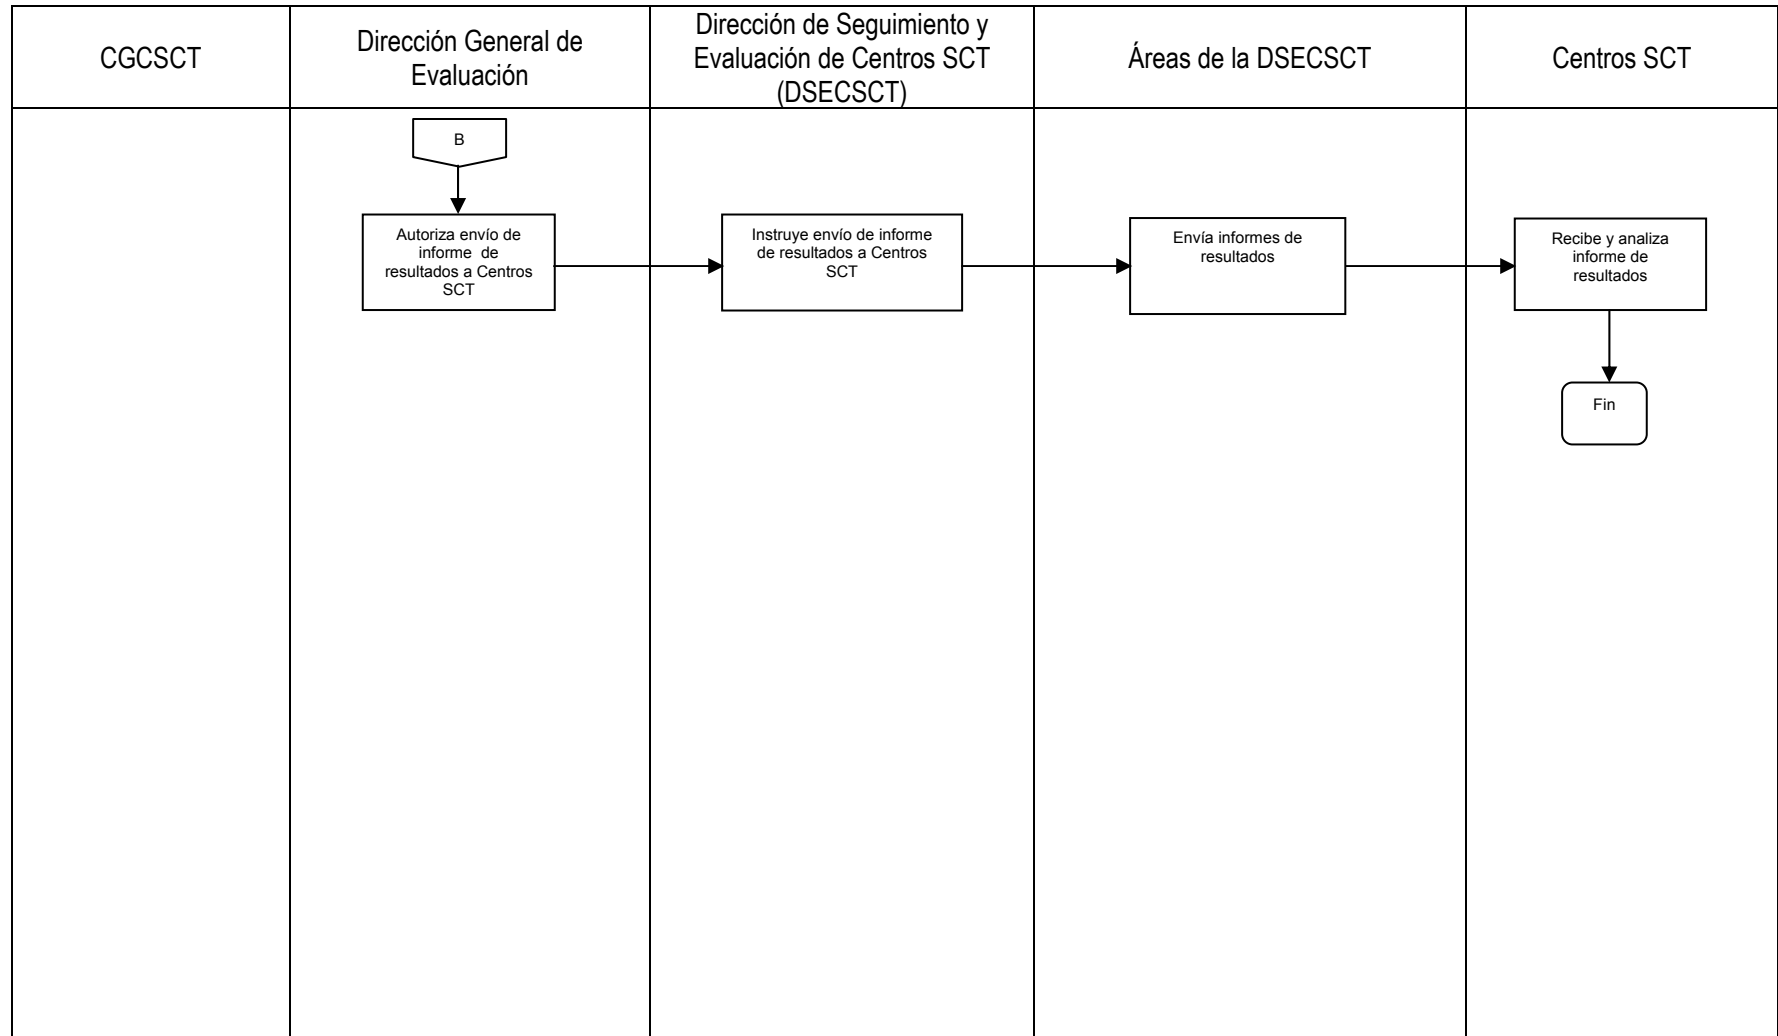 CGCSCT
Dirección General de
Evaluación
Dirección de Seguimiento y
Evaluación de Centros SCT
(DSECSCT)
Áreas de la DSECSCT
Centros SCT
B
Autoriza envío de
informe de
resultados a Centros
SCT
Instruye envío de informe
de resultados a Centros
SCT
Envía informes de
resultados
Recibe y analiza
informe de
resultados
Fin